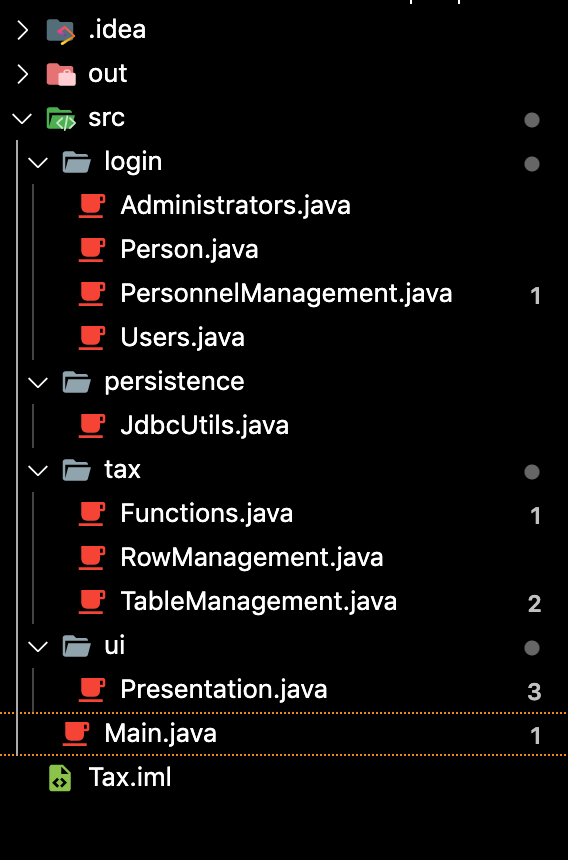 .idea
out
src
login
Administrators.java
Person.java
PersonnelManagement.java 1
Users.java
persistence
JdbcUtils.java
tax
Functions.java 1
RowManagement.java
TableManagement.java 2
ui
Presentation.java 3
Main.java 1
Tax.iml